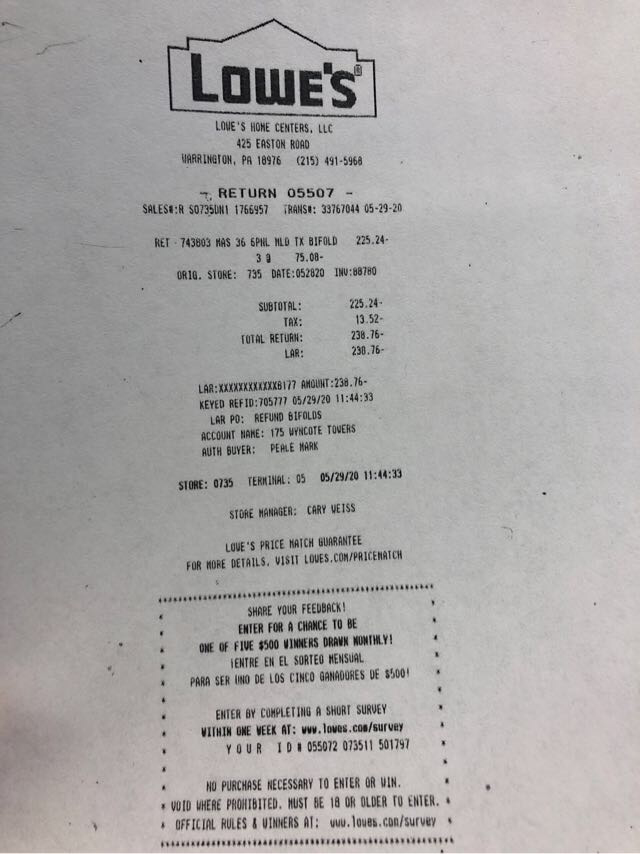 LOWE'S®
LOWE'S HOME CENTERS, LLC
425 EASTON ROAD
WARRINGTON, PA 18976 (215) 491-5968
- RETURN 05507 -
SALES#:R S0735DN1 1766957 TRANS#: 33767044 05-29-20
RET - 743803 MAS 36 6PNL MLD TX BIFOLD 225.24-
3 @ 75.08-
ORIG. STORE: 735 DATE:052820 INV:88780
SUBTOTAL: 225.24-
TAX: 13.52-
TOTAL RETURN: 238.76-
LAR: 238.76-
LAR:XXXXXXXXXXXX8177 AMOUNT:238.76-
KEYED REFID:705777 05/29/20 11:44:33
LAR PO: REFUND BIFOLDS
ACCOUNT NAME: 175 WYNCOTE TOWERS
AUTH BUYER: PEALE MARK
STORE: 0735 TERMINAL: 05 05/29/20 11:44:33
STORE MANAGER: CARY WEISS
LOWE'S PRICE MATCH GUARANTEE
FOR MORE DETAILS, VISIT LOWES.COM/PRICEMATCH
SHARE YOUR FEEDBACK!
ENTER FOR A CHANCE TO BE
ONE OF FIVE $500 WINNERS DRAWN MONTHLY!
¡ENTRE EN EL SORTEO MENSUAL
PARA SER UNO DE LOS CINCO GANADORES DE $500!
ENTER BY COMPLETING A SHORT SURVEY
WITHIN ONE WEEK AT: www.lowes.com/survey
YOUR ID# 055072 073511 501797
NO PURCHASE NECESSARY TO ENTER OR WIN.
* VOID WHERE PROHIBITED. MUST BE 18 OR OLDER TO ENTER. *
* OFFICIAL RULES & WINNERS AT: www.lowes.com/survey *